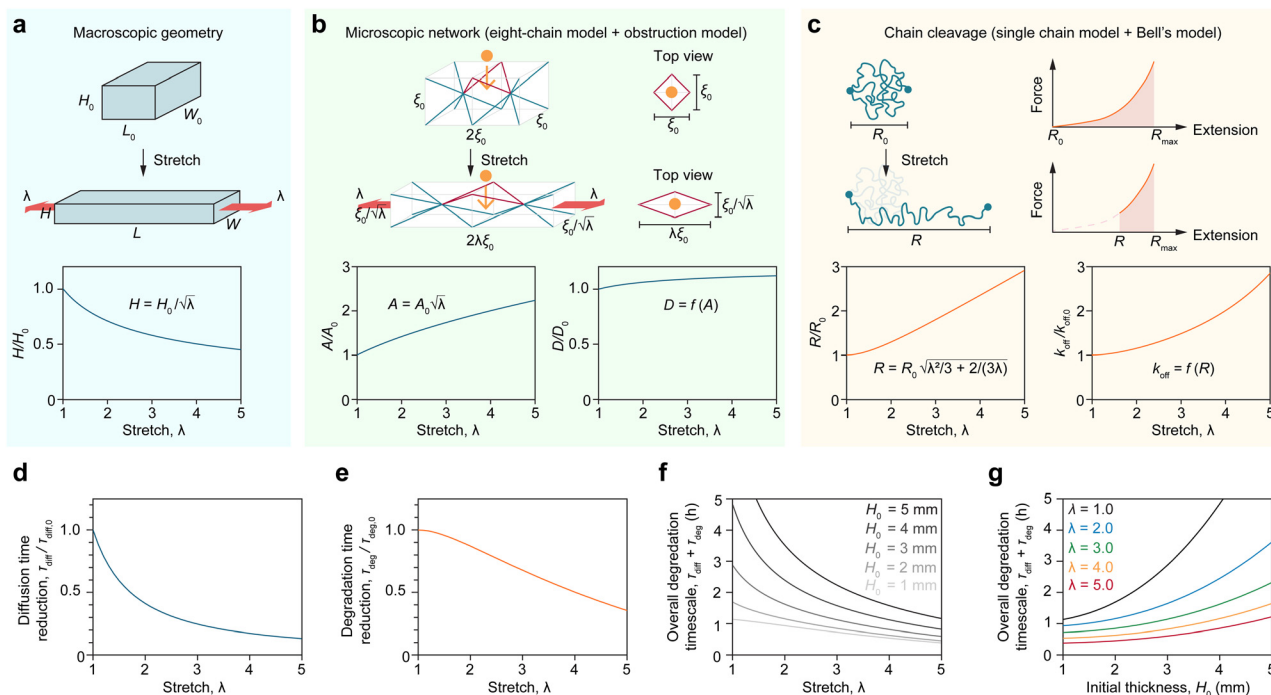 a
Macroscopic geometry
H₀
L₀
W₀
Stretch
λ
λ
H
L
W
H/H₀
1.0
0.5
0
H = H₀/√λ
1 2 3 4 5
Stretch, λ
b
Microscopic network (eight-chain model + obstruction model)
Top view
ξ₀
2ξ₀
ξ₀
ξ₀
ξ₀
Stretch
λ
λ
ξ₀/√λ
2λξ₀
ξ₀/√λ
ξ₀/√λ
λξ₀
A/A₀
3
2
1
0
A = A₀√λ
1 2 3 4 5
Stretch, λ
D/D₀
1.0
0.5
0
D = f (A)
1 2 3 4 5
Stretch, λ
c
Chain cleavage (single chain model + Bell's model)
R₀
Stretch
R
Force
R₀
Rmax
Extension
Force
R
Rmax
Extension
R/R₀
3
2
1
0
R = R₀ √λ²/3 + 2/(3λ)
1 2 3 4 5
Stretch, λ
koff/koff,0
3
2
1
0
koff = f (R)
1 2 3 4 5
Stretch, λ
d
Diffusion time
reduction, τdiff / τdiff,0
1.0
0.5
0
1 2 3 4 5
Stretch, λ
e
Degradation time
reduction, τdeg / τdeg,0
1.0
0.5
0
1 2 3 4 5
Stretch, λ
f
Overall degredation
timescale, τdiff + τdeg (h)
5
4
3
2
1
0
H₀ = 5 mm
H₀ = 4 mm
H₀ = 3 mm
H₀ = 2 mm
H₀ = 1 mm
1 2 3 4 5
Stretch, λ
g
Overall degredation
timescale, τdiff + τdeg (h)
5
4
3
2
1
0
λ = 1.0
λ = 2.0
λ = 3.0
λ = 4.0
λ = 5.0
1 2 3 4 5
Initial thickness, H₀ (mm)